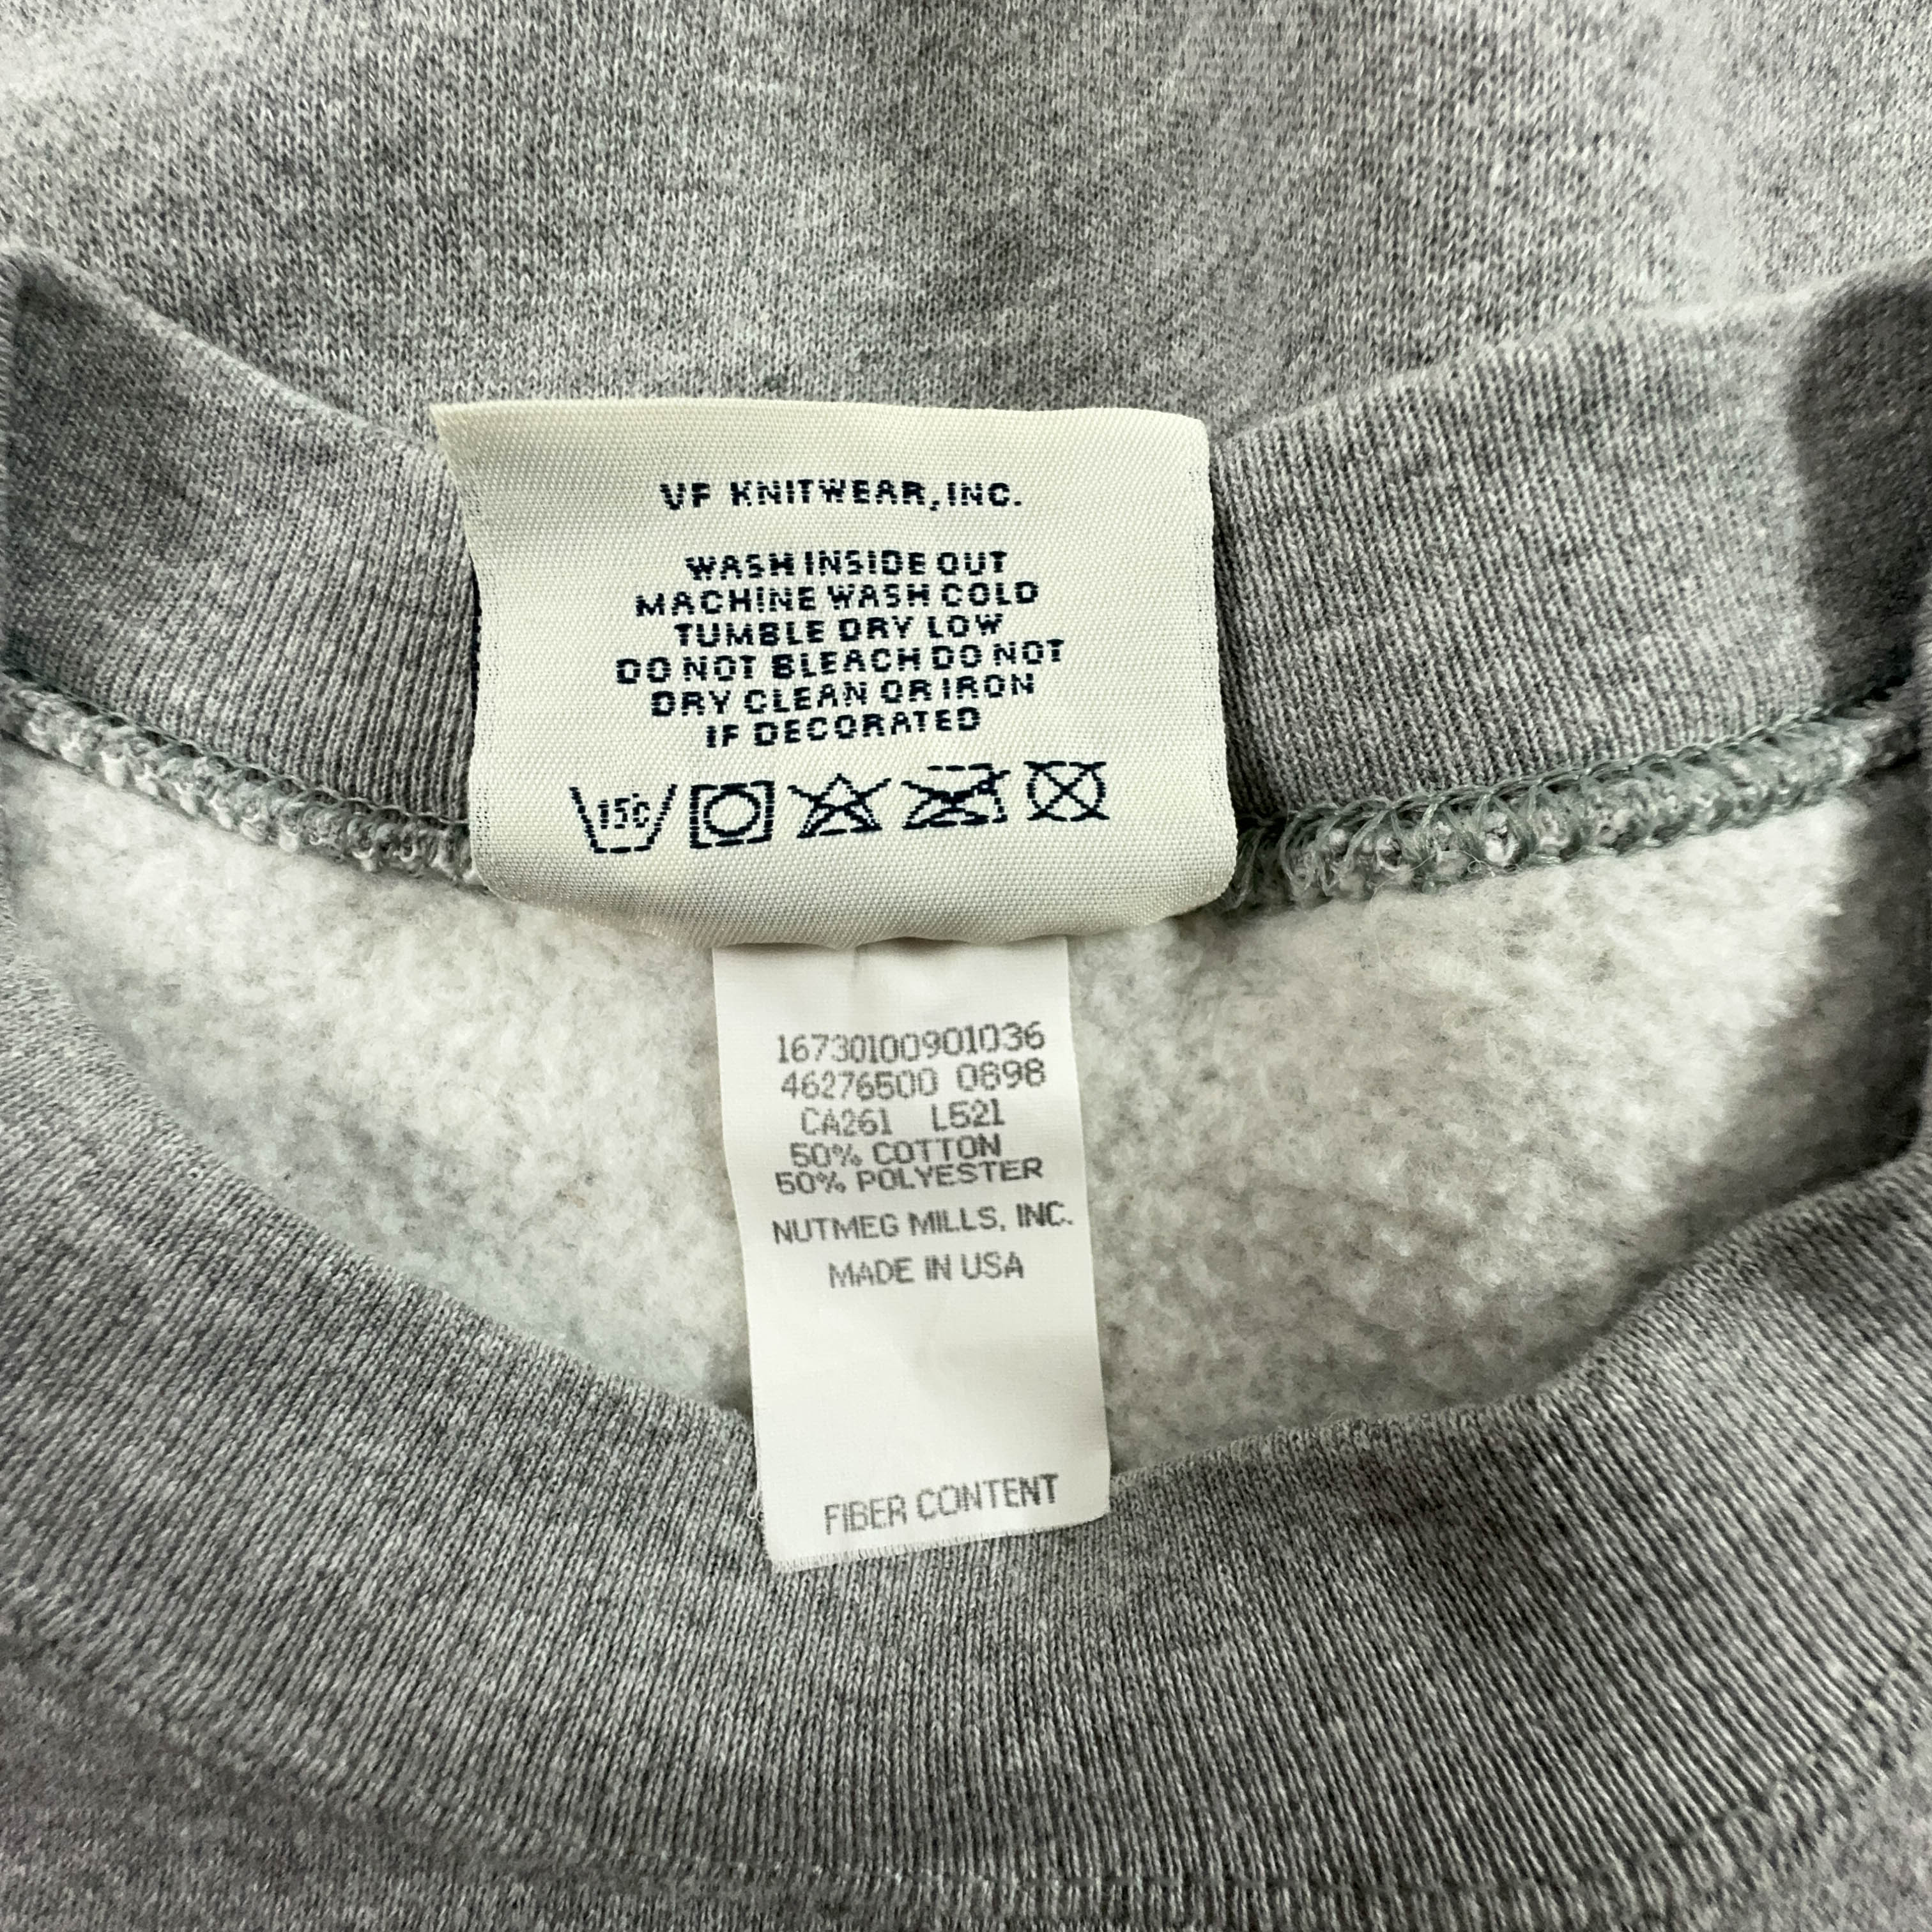 VF KNITWEAR, INC.
WASH INSIDE OUT
MACHINE WASH COLD
TUMBLE DRY LOW
DO NOT BLEACH DO NOT
DRY CLEAN OR IRON
IF DECORATED
15°C
16730100901036
46276500 0898
CA261 L521
50% COTTON
50% POLYESTER
NUTMEG MILLS, INC.
MADE IN USA
FIBER CONTENT